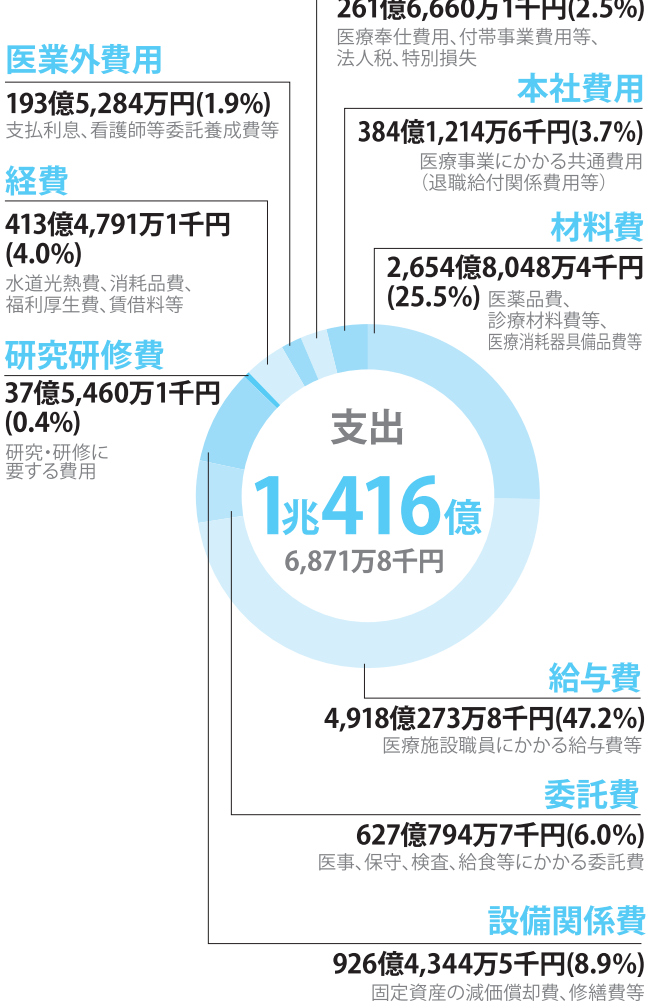 261億6,660万1千円(2.5%)
医療奉仕費用、付帯事業費用等、
法人税、特別損失
医業外費用
193億5,284万円(1.9%)
支払利息、看護師等委託養成費等
本社費用
384億1,214万6千円(3.7%)
医療事業にかかる共通費用
（退職給付関係費用等）
経費
413億4,791万1千円
(4.0%)
水道光熱費、消耗品費、
福利厚生費、賃借料等
材料費
2,654億8,048万4千円
(25.5%) 医薬品費、
診療材料費等、
医療消耗器具備品費等
研究研修費
37億5,460万1千円
(0.4%)
研究・研修に
要する費用
支出
1兆416億
6,871万8千円
給与費
4,918億273万8千円(47.2%)
医療施設職員にかかる給与費等
委託費
627億794万7千円(6.0%)
医事、保守、検査、給食等にかかる委託費
設備関係費
926億4,344万5千円(8.9%)
固定資産の減価償却費、修繕費等